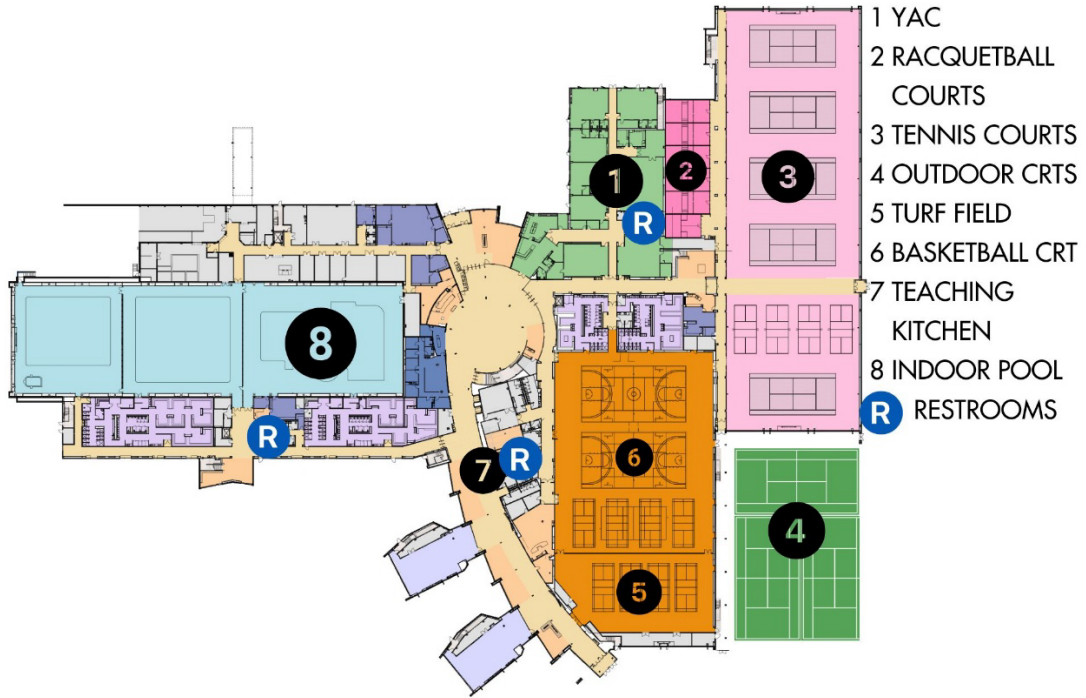 1 YAC
2 RACQUETBALL
COURTS
3 TENNIS COURTS
4 OUTDOOR CRTS
5 TURF FIELD
6 BASKETBALL CRT
7 TEACHING
KITCHEN
8 INDOOR POOL
R RESTROOMS
1
2
3
R
8
R
7
R
6
4
5